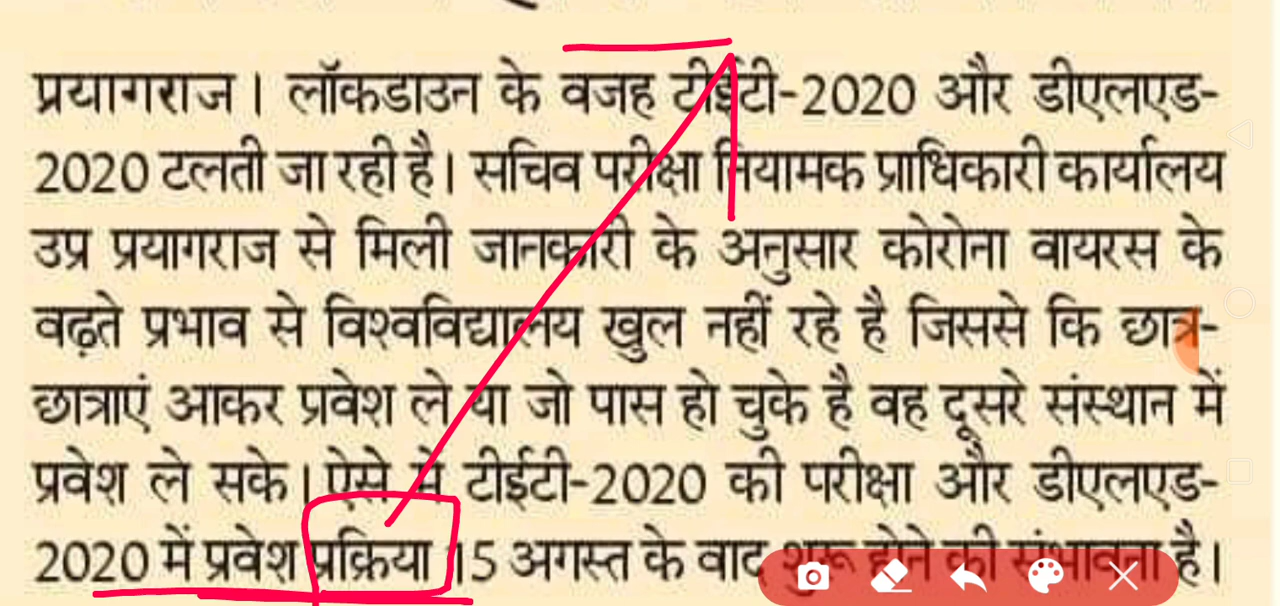 प्रयागराज। लॉकडाउन के वजह टीईटी-2020 और डीएलएड-
2020 टलती जा रही है। सचिव परीक्षा नियामक प्राधिकारी कार्यालय
उप्र प्रयागराज से मिली जानकारी के अनुसार कोरोना वायरस के
वढ़ते प्रभाव से विश्वविद्यालय खुल नहीं रहे है जिससे कि छात्र-
छात्राएं आकर प्रवेश ले या जो पास हो चुके है वह दूसरे संस्थान में
प्रवेश ले सके। ऐसे में टीईटी-2020 की परीक्षा और डीएलएड-
2020 में प्रवेश प्रक्रिया 15 अगस्त के वाद शुरू होने की संभावना है।